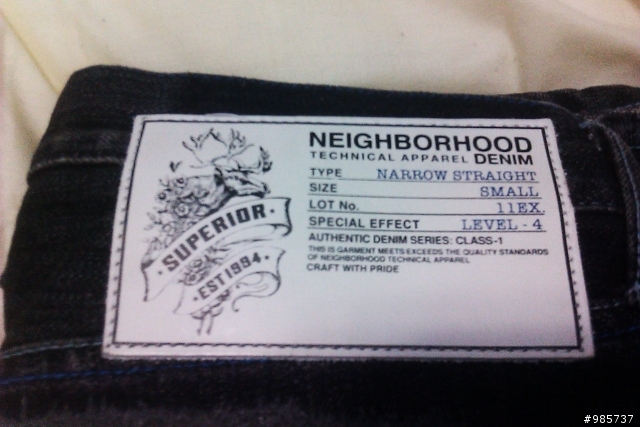 SUPERIOR
· EST1994 ·
NEIGHBORHOOD
TECHNICAL APPAREL DENIM
TYPE NARROW STRAIGHT
SIZE SMALL
LOT No. 11EX.
SPECIAL EFFECT LEVEL - 4
AUTHENTIC DENIM SERIES: CLASS-1
THIS IS GARMENT MEETS EXCEEDS THE QUALITY STANDARDS
OF NEIGHBORHOOD TECHNICAL APPAREL
CRAFT WITH PRIDE
#985737